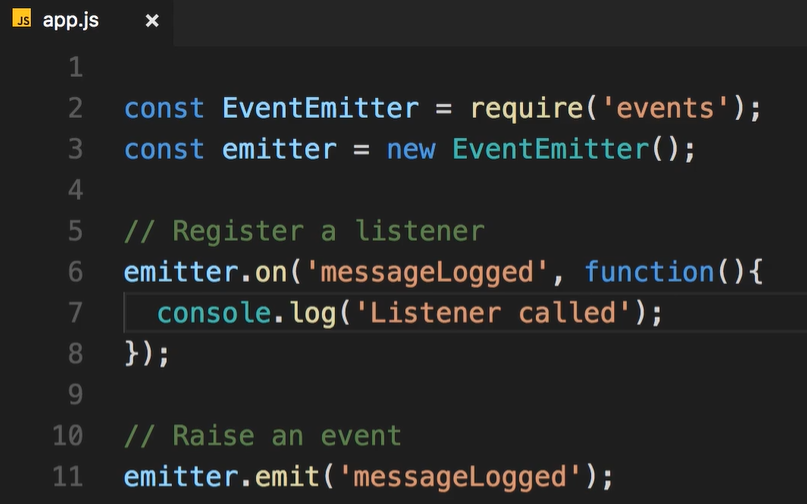 JS app.js ×
1
2 const EventEmitter = require('events');
3 const emitter = new EventEmitter();
4
5 // Register a listener
6 emitter.on('messageLogged', function(){
7   console.log('Listener called');
8 });
9
10 // Raise an event
11 emitter.emit('messageLogged');